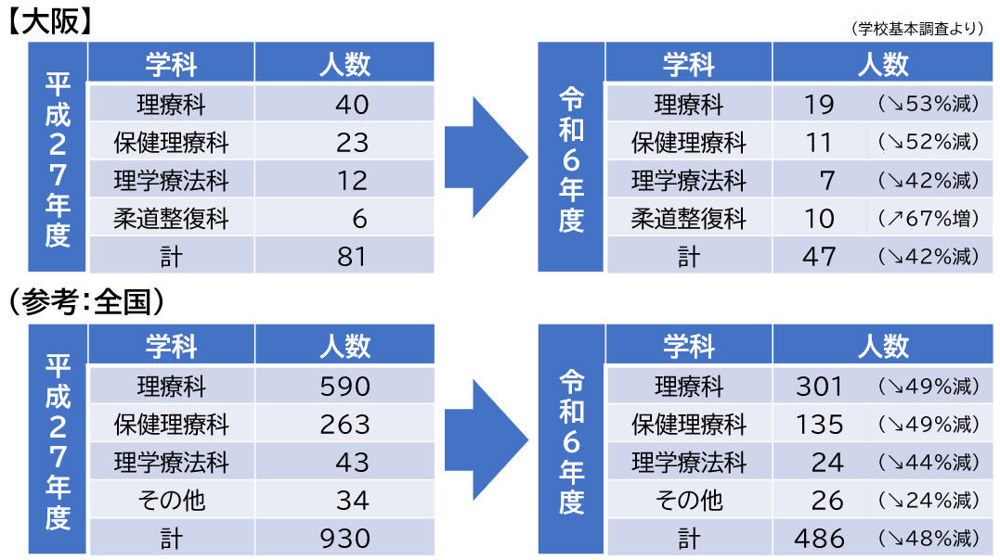 【大阪】
(学校基本調査より)
平成27年度
学科 人数
理療科 40
保健理療科 23
理学療法科 12
柔道整復科 6
計 81
令和6年度
学科 人数
理療科 19 (↘53%減)
保健理療科 11 (↘52%減)
理学療法科 7 (↘42%減)
柔道整復科 10 (↗67%増)
計 47 (↘42%減)
(参考:全国)
平成27年度
学科 人数
理療科 590
保健理療科 263
理学療法科 43
その他 34
計 930
令和6年度
学科 人数
理療科 301 (↘49%減)
保健理療科 135 (↘49%減)
理学療法科 24 (↘44%減)
その他 26 (↘24%減)
計 486 (↘48%減)